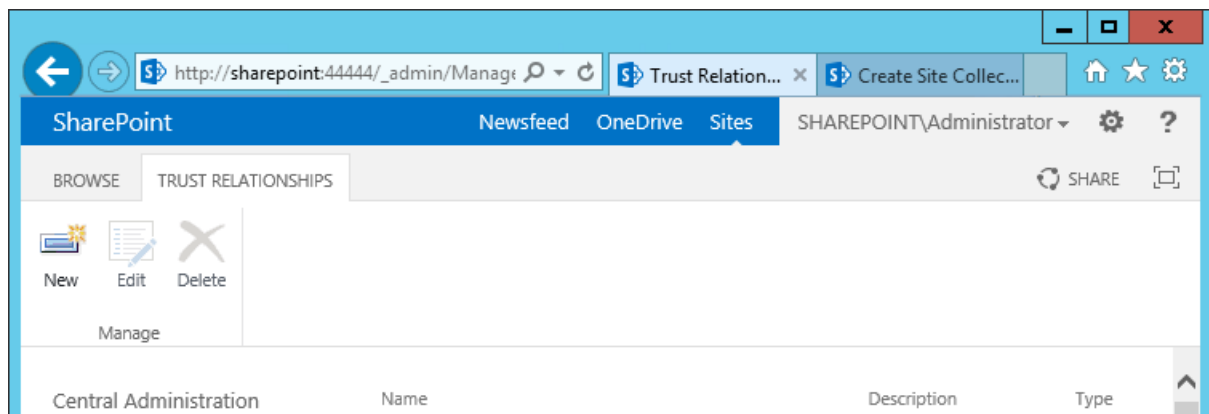 http://sharepoint:44444/_admin/Manage Trust Relation... Create Site Collec...
SharePoint Newsfeed OneDrive Sites SHAREPOINT\Administrator ?
BROWSE TRUST RELATIONSHIPS SHARE
New Edit Delete
Manage
Central Administration Name Description Type